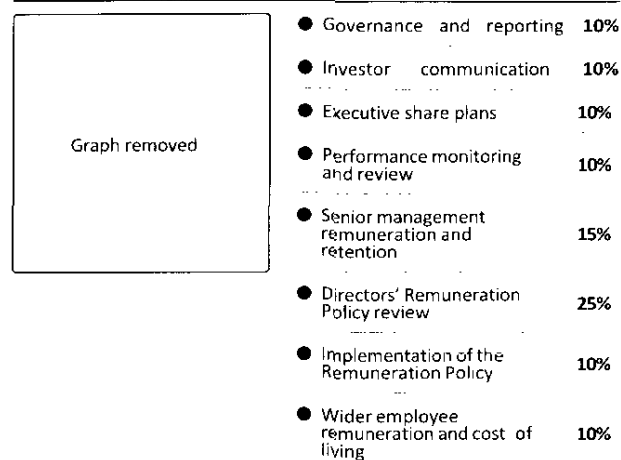 Graph removed
● Governance and reporting 10%
● Investor communication 10%
● Executive share plans 10%
● Performance monitoring
and review 10%
● Senior management
remuneration and
retention 15%
● Directors' Remuneration
Policy review 25%
● Implementation of the
Remuneration Policy 10%
● Wider employee
remuneration and cost of
living 10%